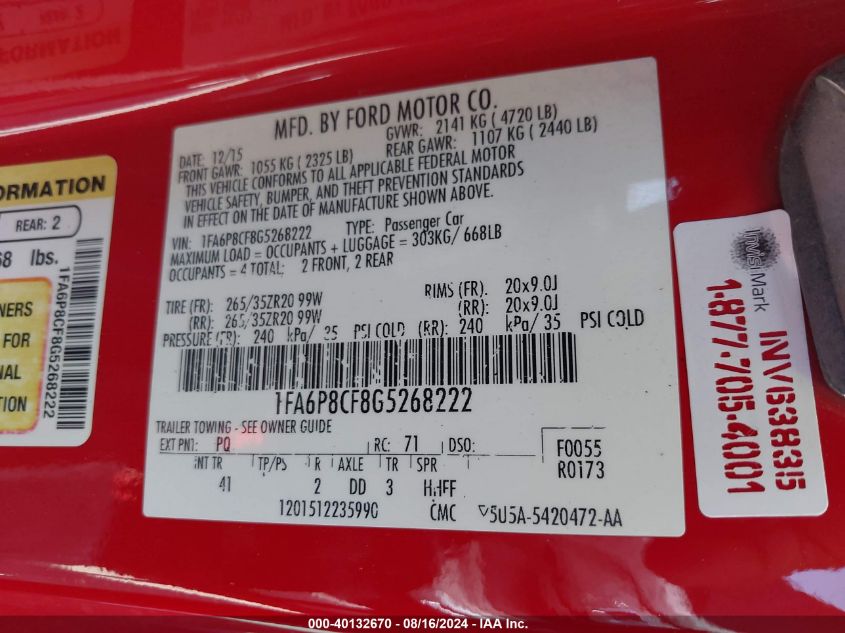 ORMATION
REAR: 2
68 lbs.
1FA6P8CF8G5268222
NERS
FOR
NAL
TION
MFD. BY FORD MOTOR CO.
DATE: 12/15 GVWR: 2141 KG ( 4720 LB)
FRONT GAWR: 1055 KG ( 2325 LB) REAR GAWR: 1107 KG ( 2440 LB)
THIS VEHICLE CONFORMS TO ALL APPLICABLE FEDERAL MOTOR
VEHICLE SAFETY, BUMPER, AND THEFT PREVENTION STANDARDS
IN EFFECT ON THE DATE OF MANUFACTURE SHOWN ABOVE.
VIN: 1FA6P8CF8G5268222 TYPE: Passenger Car
MAXIMUM LOAD = OCCUPANTS + LUGGAGE = 303KG/ 668LB
OCCUPANTS = 4 TOTAL: 2 FRONT, 2 REAR
TIRE (FR): 265/35ZR20 99W RIMS (FR): 20x9.0J
(RR): 265/35ZR20 99W (RR): 20x9.0J
PRESSURE (FR): 240 kPa/ 35 PSI COLD (RR): 240 kPa/ 35 PSI COLD
1FA6P8CF8G5268222
TRAILER TOWING - SEE OWNER GUIDE
EXT PNT: PQ RC: 71 DSO: F0055
R0173
INT TR TP/PS R AXLE TR SPR
41 2 DD 3 HHFF
1201512235990 CMC 5U5A-5420472-AA
InvisiMark
1-877-705-4001
INV63835
000-40132670 - 08/16/2024 - IAA Inc.